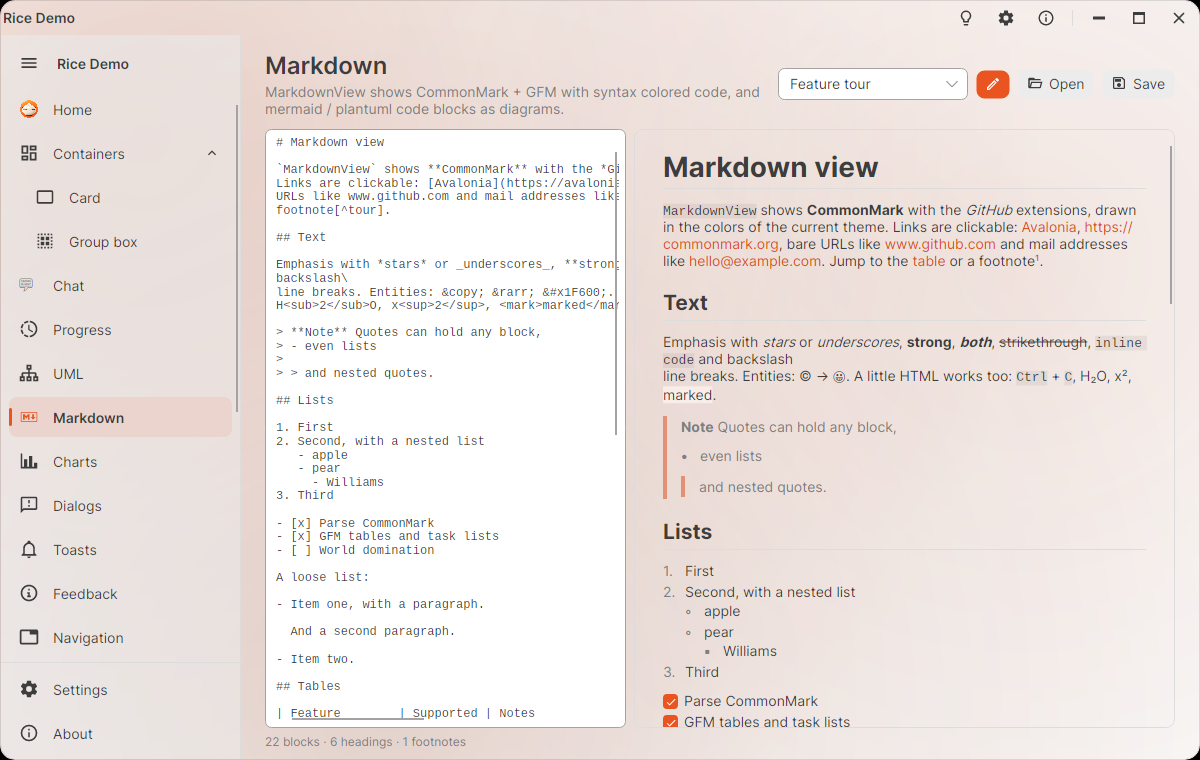 Rice Demo
Rice Demo
Home
Containers
Card
Group box
Chat
Progress
UML
Markdown
Charts
Dialogs
Toasts
Feedback
Navigation
Settings
About
Markdown
MarkdownView shows CommonMark + GFM with syntax colored code, and
mermaid / plantuml code blocks as diagrams.
Feature tour
Open
Save
# Markdown view
`MarkdownView` shows **CommonMark** with the *Gi
Links are clickable: [Avalonia](https://avalonia
URLs like www.github.com and mail addresses like
footnote[^tour].
## Text
Emphasis with *stars* or _underscores_, **strong
backslash\
line breaks. Entities: &copy; &rarr; &#x1F600;.
H<sub>2</sub>O, x<sup>2</sup>, <mark>marked</mar
> **Note** Quotes can hold any block,
> - even lists
>
> > and nested quotes.
## Lists
1. First
2. Second, with a nested list
- apple
- pear
- Williams
3. Third
- [x] Parse CommonMark
- [x] GFM tables and task lists
- [ ] World domination
A loose list:
- Item one, with a paragraph.
And a second paragraph.
- Item two.
## Tables
| Feature | Supported | Notes
22 blocks · 6 headings · 1 footnotes
Markdown view
MarkdownView shows CommonMark with the GitHub extensions, drawn
in the colors of the current theme. Links are clickable: Avalonia, https://
commonmark.org, bare URLs like www.github.com and mail addresses
like hello@example.com. Jump to the table or a footnote¹.
Text
Emphasis with stars or underscores, strong, both, strikethrough, inline
code and backslash
line breaks. Entities: © → 😀. A little HTML works too: Ctrl + C, H₂O, x²,
marked.
Note Quotes can hold any block,
• even lists
and nested quotes.
Lists
1. First
2. Second, with a nested list
◦ apple
◦ pear
▪ Williams
3. Third
Parse CommonMark
GFM tables and task lists